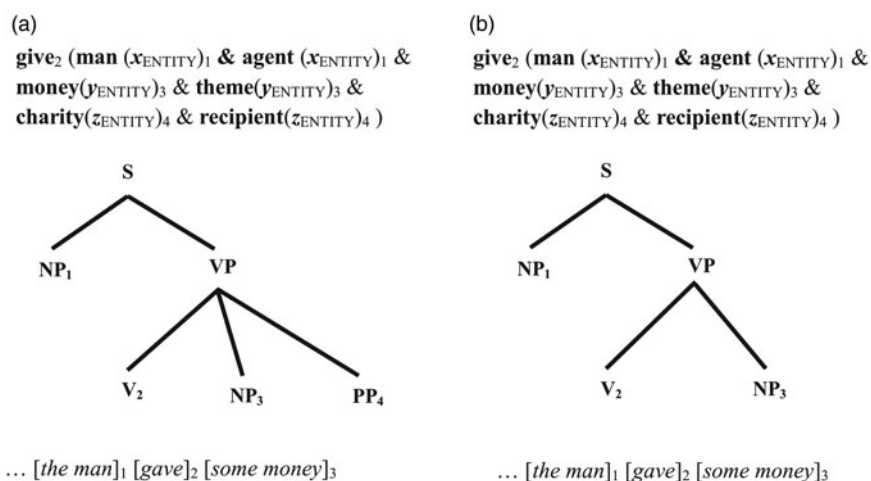 (a)
give₂ (man (xENTITY)₁ & agent (xENTITY)₁ &
money(yENTITY)₃ & theme(yENTITY)₃ &
charity(zENTITY)₄ & recipient(zENTITY)₄ )
S
NP₁ VP
V₂ NP₃ PP₄
… [the man]₁ [gave]₂ [some money]₃
(b)
give₂ (man (xENTITY)₁ & agent (xENTITY)₁ &
money(yENTITY)₃ & theme(yENTITY)₃ &
charity(zENTITY)₄ & recipient(zENTITY)₄ )
S
NP₁ VP
V₂ NP₃
… [the man]₁ [gave]₂ [some money]₃